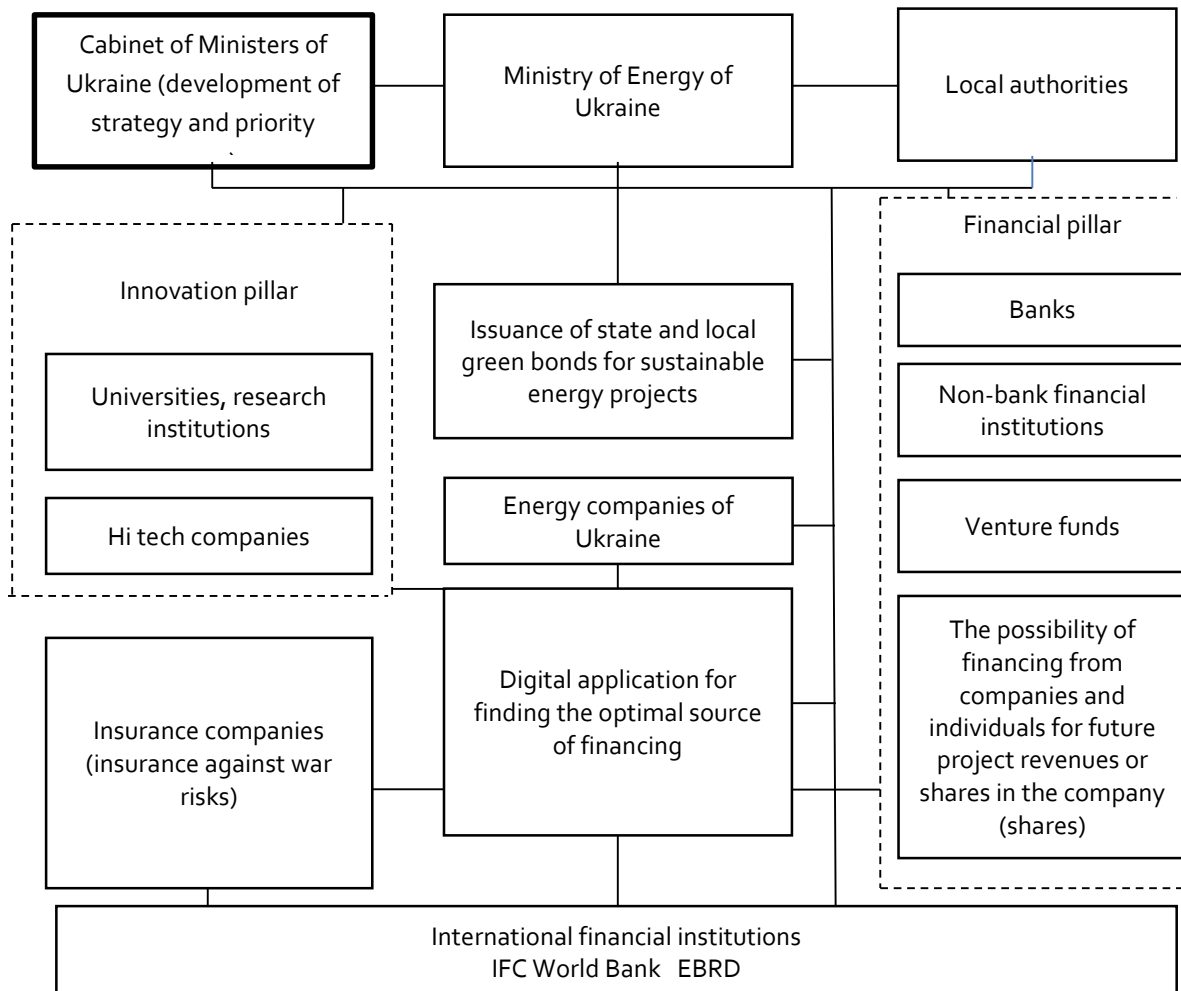 Cabinet of Ministers of
Ukraine (development of
strategy and priority
Ministry of Energy of
Ukraine
Local authorities
Innovation pillar
Universities, research
institutions
Hi tech companies
Issuance of state and local
green bonds for sustainable
energy projects
Energy companies of
Ukraine
Digital application for
finding the optimal source
of financing
Insurance companies
(insurance against war
risks)
Financial pillar
Banks
Non-bank financial
institutions
Venture funds
The possibility of
financing from
companies and
individuals for future
project revenues or
shares in the company
(shares)
International financial institutions
IFC World Bank EBRD